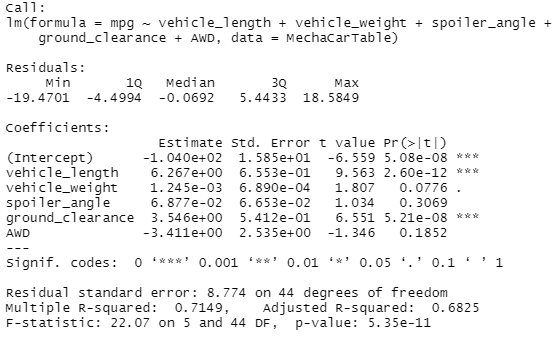 Call:
lm(formula = mpg ~ vehicle_length + vehicle_weight + spoiler_angle +
    ground_clearance + AWD, data = MechaCarTable)
Residuals:
     Min       1Q   Median       3Q      Max
-19.4701  -4.4994  -0.0692   5.4433  18.5849
Coefficients:
                   Estimate Std. Error t value Pr(>|t|)
(Intercept)      -1.040e+02  1.585e+01  -6.559 5.08e-08 ***
vehicle_length    6.267e+00  6.553e-01   9.563 2.60e-12 ***
vehicle_weight    1.245e-03  6.890e-04   1.807   0.0776 .
spoiler_angle     6.877e-02  6.653e-02   1.034   0.3069
ground_clearance  3.546e+00  5.412e-01   6.551 5.21e-08 ***
AWD              -3.411e+00  2.535e+00  -1.346   0.1852
---
Signif. codes:  0 ‘***’ 0.001 ‘**’ 0.01 ‘*’ 0.05 ‘.’ 0.1 ‘ ’ 1
Residual standard error: 8.774 on 44 degrees of freedom
Multiple R-squared:  0.7149,    Adjusted R-squared:  0.6825
F-statistic: 22.07 on 5 and 44 DF,  p-value: 5.35e-11